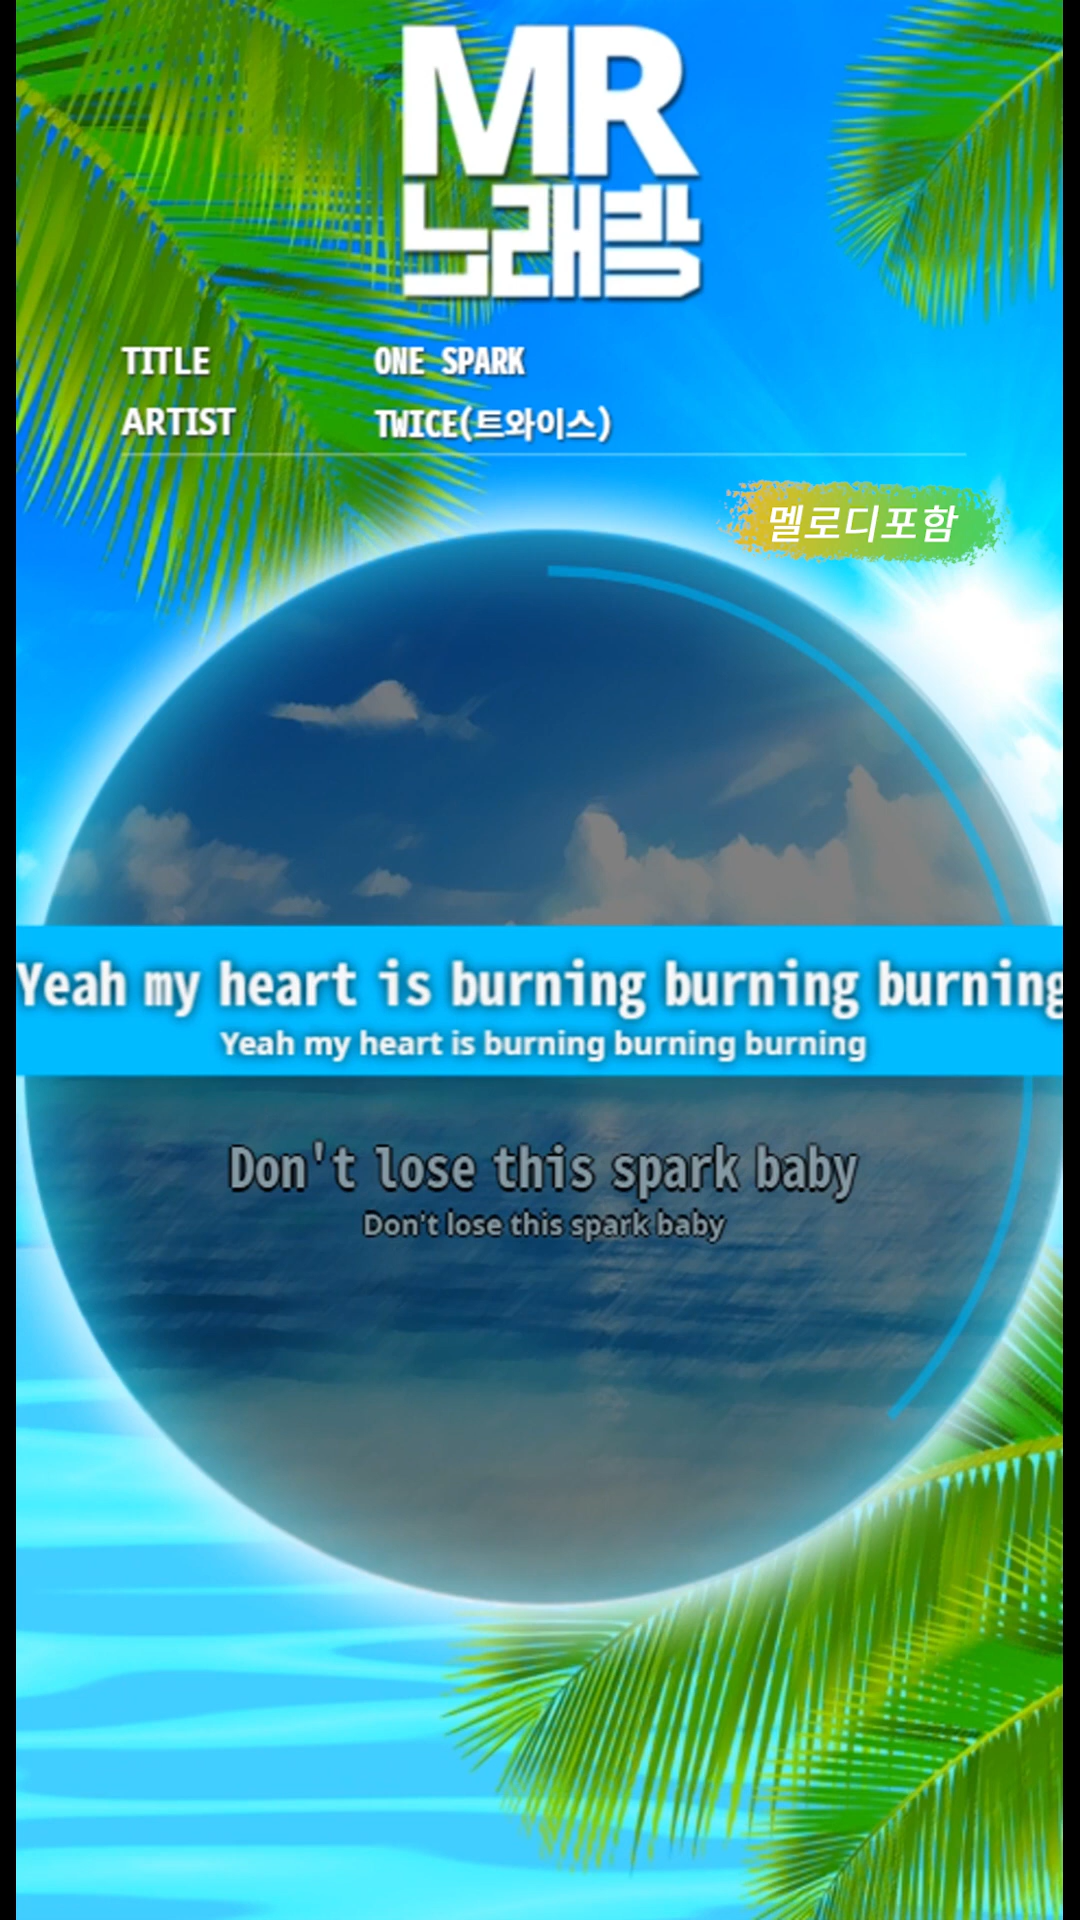 MR
노래방
TITLE ONE SPARK
ARTIST TWICE(트와이스)
멜로디포함
Yeah my heart is burning burning burning
Yeah my heart is burning burning burning
Don't lose this spark baby
Don't lose this spark baby